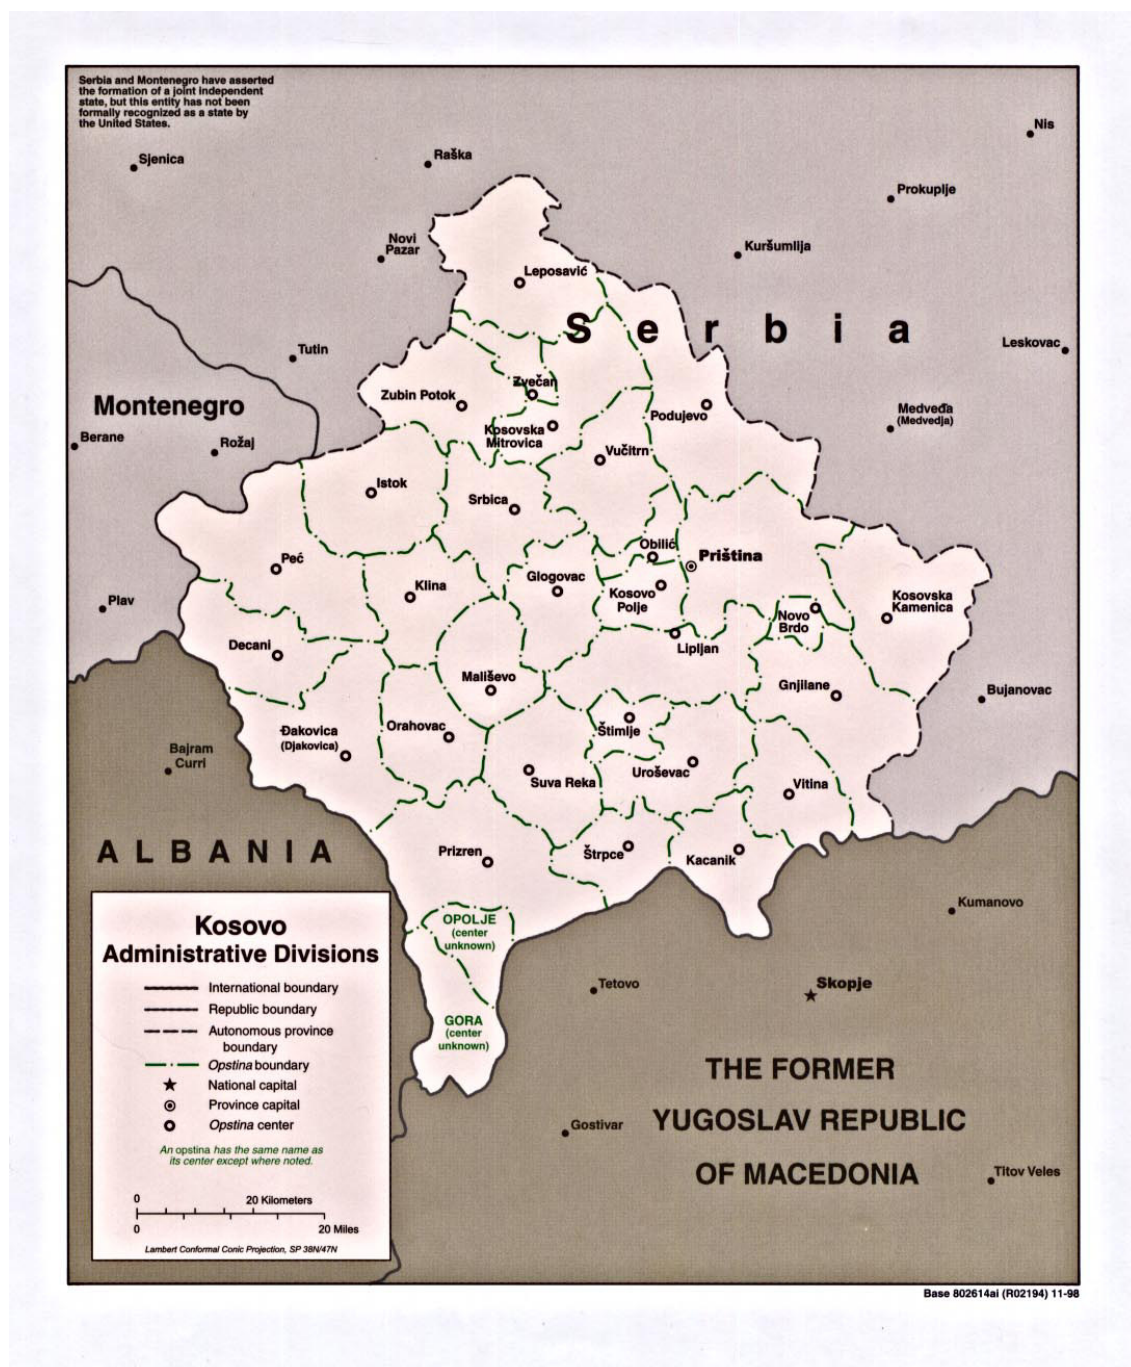 Serbia and Montenegro have asserted
the formation of a joint independent
state, but this entity has not been
formally recognized as a state by
the United States.
Nis
Sjenica
Raška
Prokuplje
Novi
Pazar
Kuršumlija
Leposavić
Serbia
Leskovac
Tutin
Zvečan
Zubin Potok
Montenegro
Podujevo
Medveđa
(Medvedja)
Berane
Rožaj
Kosovska
Mitrovica
Vučitrn
Istok
Srbica
Obilić
Priština
Peć
Glogovac
Klina
Kosovo
Polje
Kosovska
Kamenica
Plav
Novo
Brdo
Decani
Lipljan
Mališevo
Gnjilane
Bujanovac
Đakovica
(Djakovica)
Orahovac
Štimlje
Bajram
Curri
Suva Reka
Uroševac
Vitina
ALBANIA
Prizren
Štrpce
Kacanik
Kumanovo
OPOLJE
(center
unknown)
Tetovo
Skopje
GORA
(center
unknown)
THE FORMER
YUGOSLAV REPUBLIC
OF MACEDONIA
Gostivar
Titov Veles
Kosovo
Administrative Divisions
International boundary
Republic boundary
Autonomous province
boundary
Opstina boundary
National capital
Province capital
Opstina center
An opstina has the same name as
its center except where noted.
0 20 Kilometers
0 20 Miles
Lambert Conformal Conic Projection, SP 38N/47N
Base 802614ai (R02194) 11-98